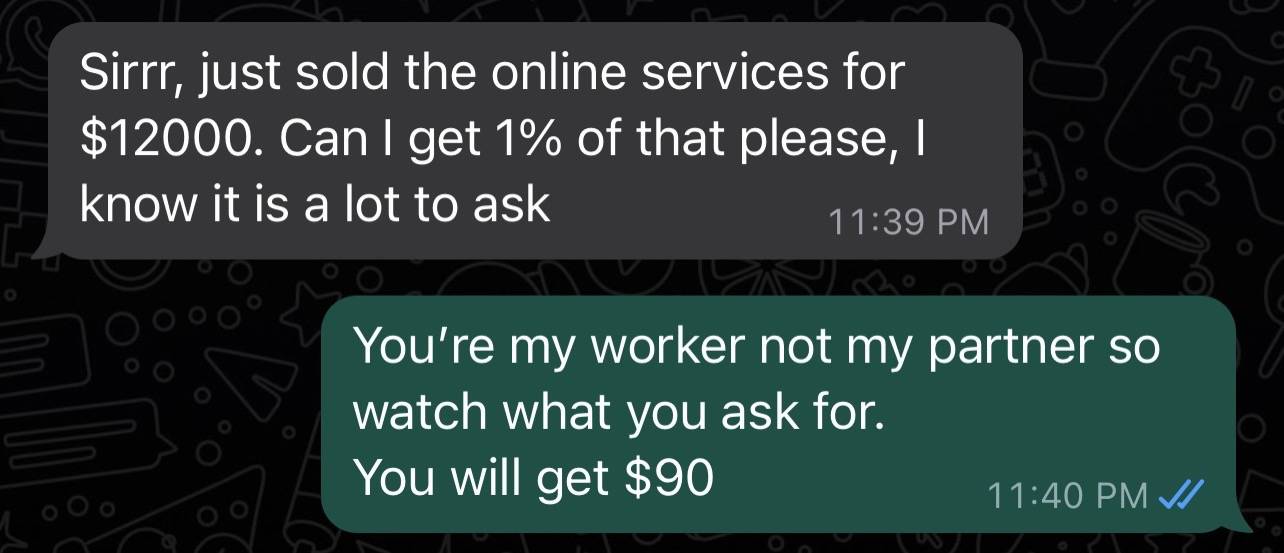 Sirrr, just sold the online services for
$12000. Can I get 1% of that please, I
know it is a lot to ask
11:39 PM
You're my worker not my partner so
watch what you ask for.
You will get $90
11:40 PM